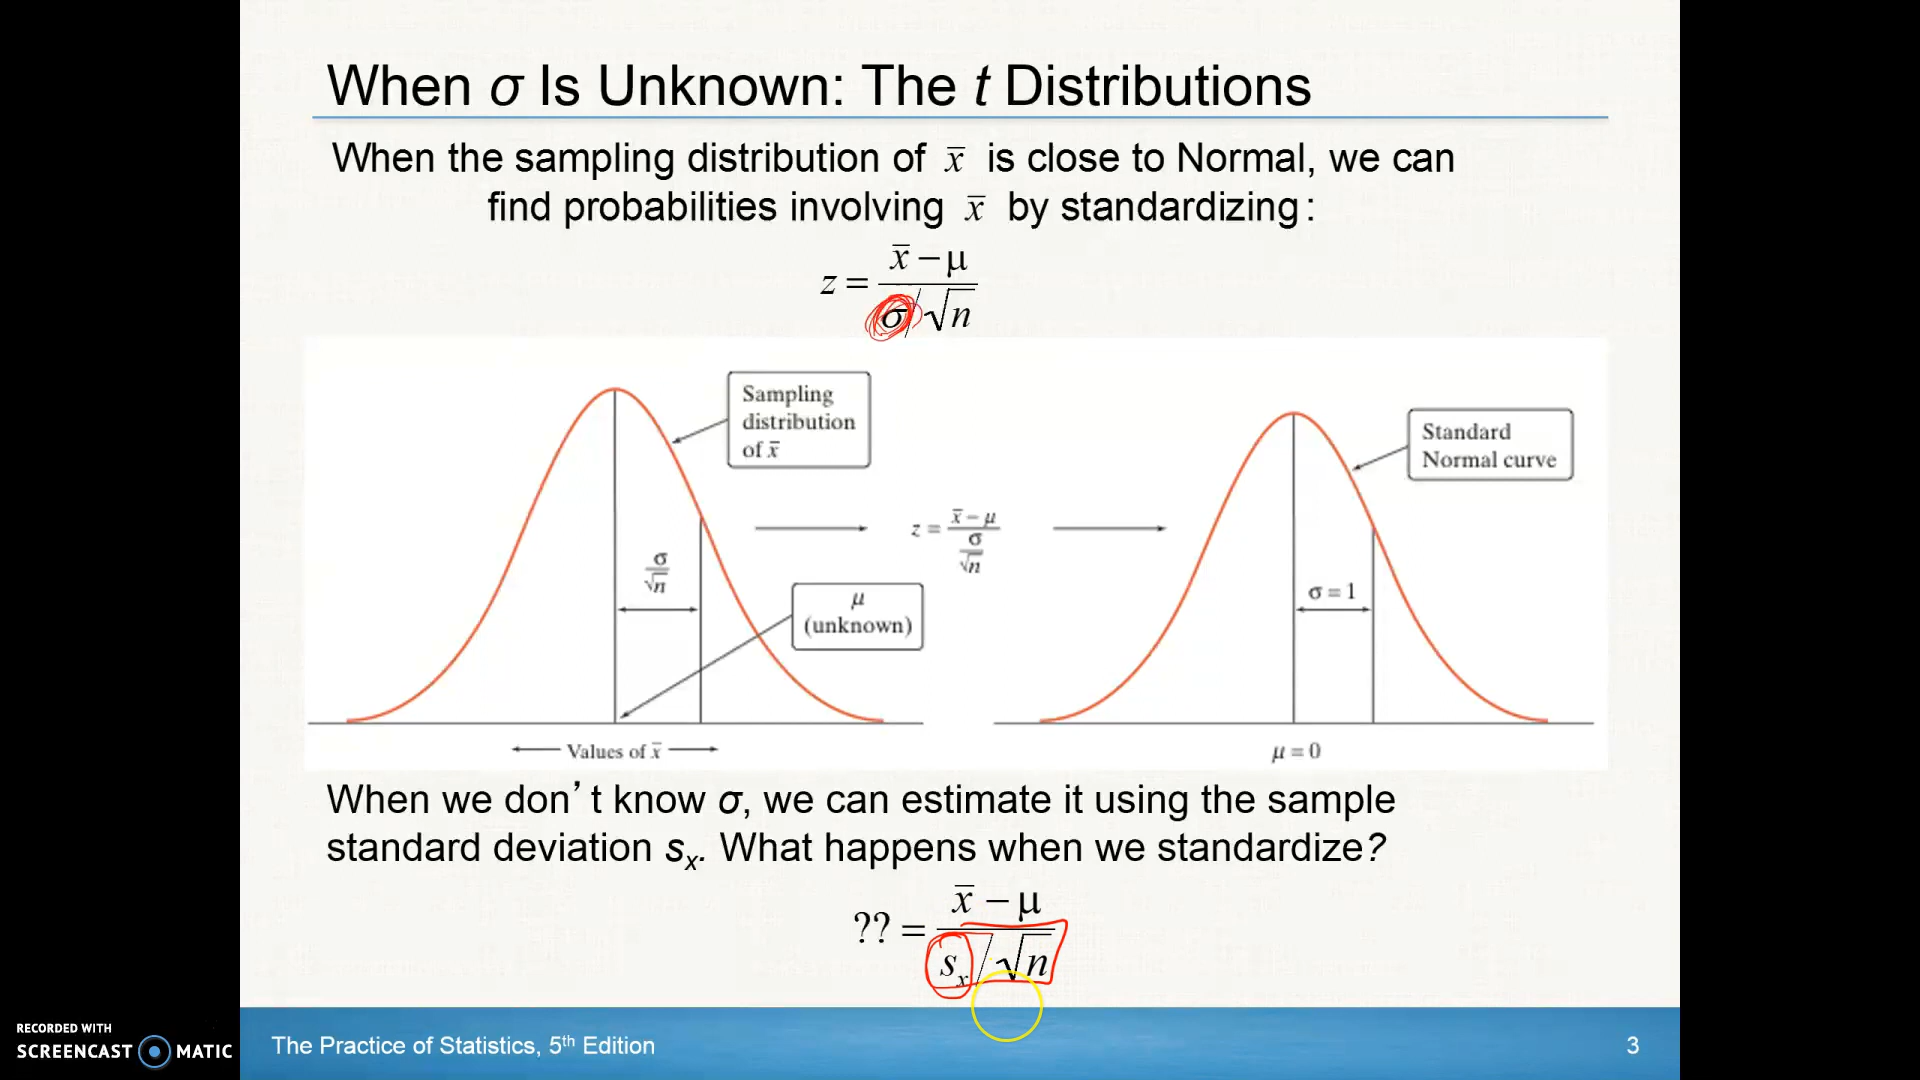 When σ Is Unknown: The t Distributions
When the sampling distribution of x̅ is close to Normal, we can
find probabilities involving x̅ by standardizing:
z = (x̅ − μ) / (σ/√n)
Sampling
distribution
of x̅
Standard
Normal curve
z = (x̅ − μ) / (σ/√n)
σ/√n
σ = 1
μ
(unknown)
Values of x̅
μ = 0
When we don’t know σ, we can estimate it using the sample
standard deviation sₓ. What happens when we standardize?
?? = (x̅ − μ) / (sₓ/√n)
RECORDED WITH
SCREENCAST MATIC
The Practice of Statistics, 5th Edition
3